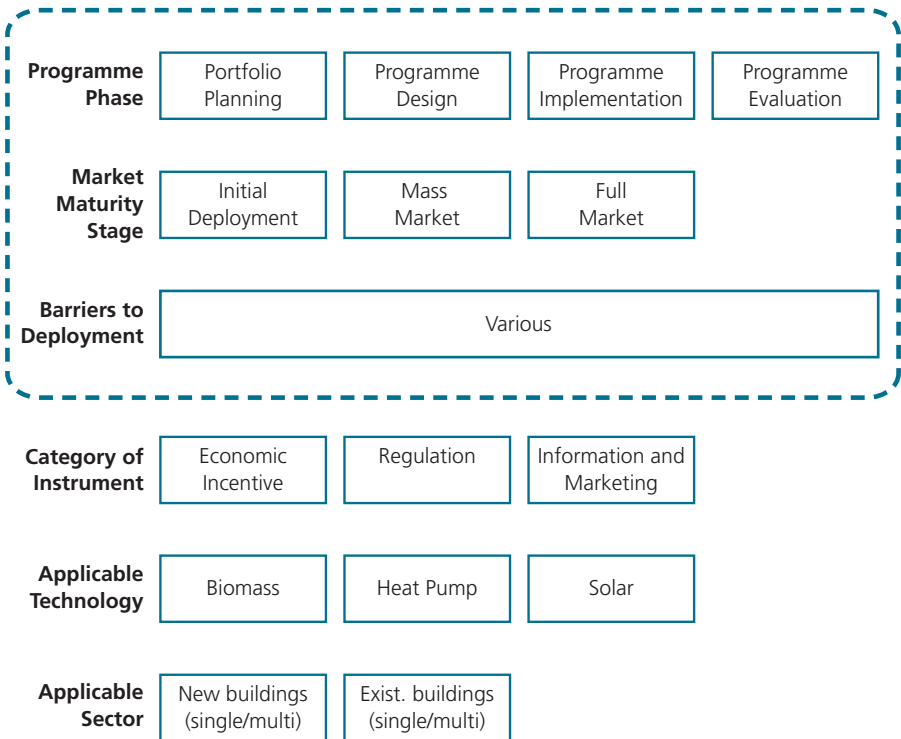 Programme
Phase
Portfolio
Planning
Programme
Design
Programme
Implementation
Programme
Evaluation
Market
Maturity
Stage
Initial
Deployment
Mass
Market
Full
Market
Barriers to
Deployment
Various
Category of
Instrument
Economic
Incentive
Regulation
Information and
Marketing
Applicable
Technology
Biomass
Heat Pump
Solar
Applicable
Sector
New buildings
(single/multi)
Exist. buildings
(single/multi)